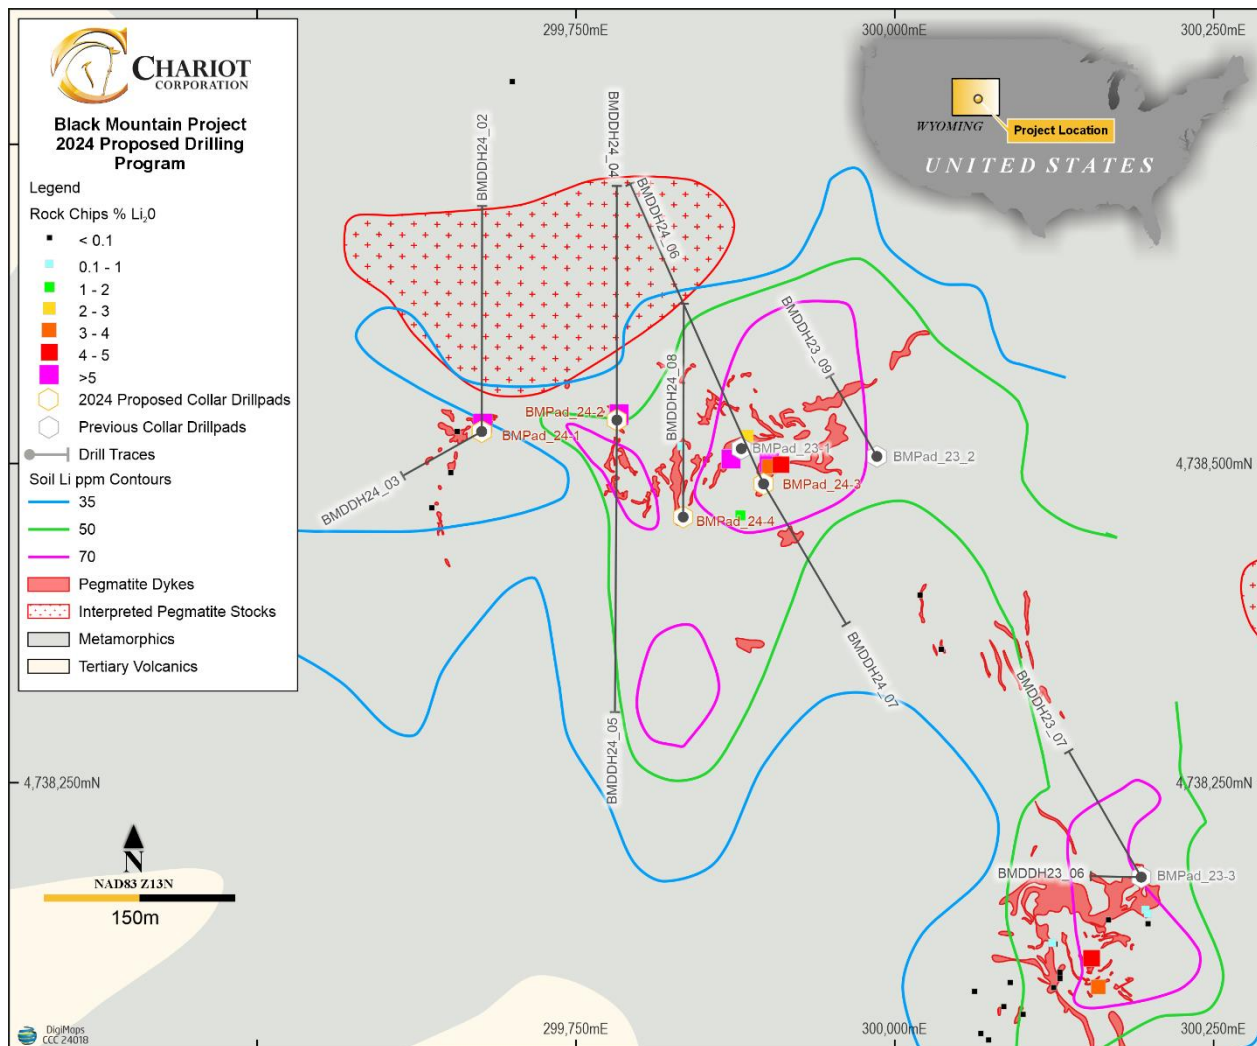 CHARIOT
CORPORATION
Black Mountain Project
2024 Proposed Drilling
Program
Legend
Rock Chips % Li₂0
< 0.1
0.1 - 1
1 - 2
2 - 3
3 - 4
4 - 5
>5
2024 Proposed Collar Drillpads
Previous Collar Drillpads
Drill Traces
Soil Li ppm Contours
35
50
70
Pegmatite Dykes
Interpreted Pegmatite Stocks
Metamorphics
Tertiary Volcanics
299,750mE
300,000mE
300,250mE
WYOMING
Project Location
UNITED STATES
BMDDH24_02
BMDDH24_04
BMDDH24_06
BMDDH23_09
BMDDH24_08
BMPad_24-2
BMPad_24-1
BMPad_23-1
BMPad_23_2
4,738,500mN
BMDDH24_03
BMPad_24-3
BMPad_24-4
BMDDH24_07
BMDDH23_07
BMDDH24_05
4,738,250mN
4,738,250mN
N
NAD83 Z13N
150m
BMDDH23_06
BMPad_23-3
DigiMaps
CCC 24018
299,750mE
300,000mE
300,250mE